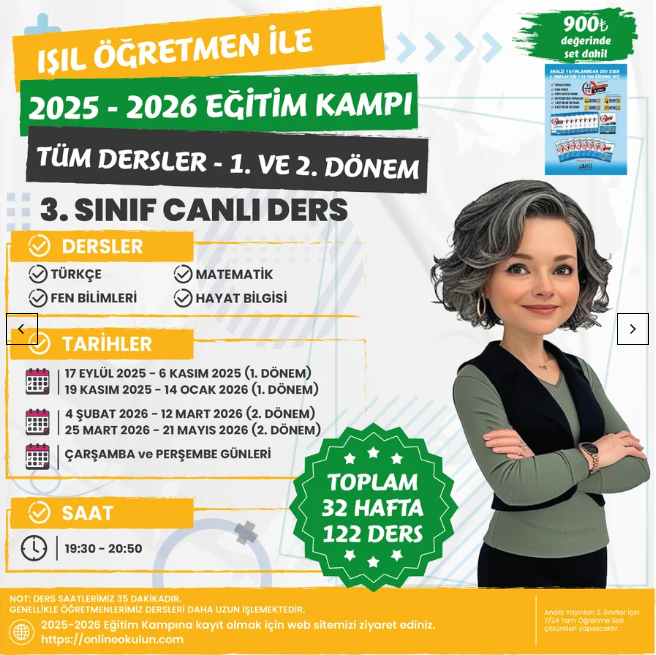 IŞIL ÖĞRETMEN İLE
2025 - 2026 EĞİTİM KAMPI
TÜM DERSLER - 1. VE 2. DÖNEM
3. SINIF CANLI DERS
900₺
değerinde
set dahil
DERSLER
TÜRKÇE
MATEMATİK
FEN BİLİMLERİ
HAYAT BİLGİSİ
TARİHLER
17 EYLÜL 2025 - 6 KASIM 2025 (1. DÖNEM)
19 KASIM 2025 - 14 OCAK 2026 (1. DÖNEM)
4 ŞUBAT 2026 - 12 MART 2026 (2. DÖNEM)
25 MART 2026 - 21 MAYIS 2026 (2. DÖNEM)
ÇARŞAMBA ve PERŞEMBE GÜNLERİ
TOPLAM
32 HAFTA
122 DERS
SAAT
19:30 - 20:50
NOT: DERS SAATLERİMİZ 35 DAKİKADIR.
GENELLİKLE ÖĞRETMENLERİMİZ DERSLERİ DAHA UZUN İŞLEMEKTEDİR.
2025-2026 Eğitim Kampına kayıt olmak için web sitemizi ziyaret ediniz.
https://onlineokulun.com
Analiz Yayınları 3. Sınıflar İçin
7/24 Tam Öğrenme Seti
çözümleri yapılacaktır.